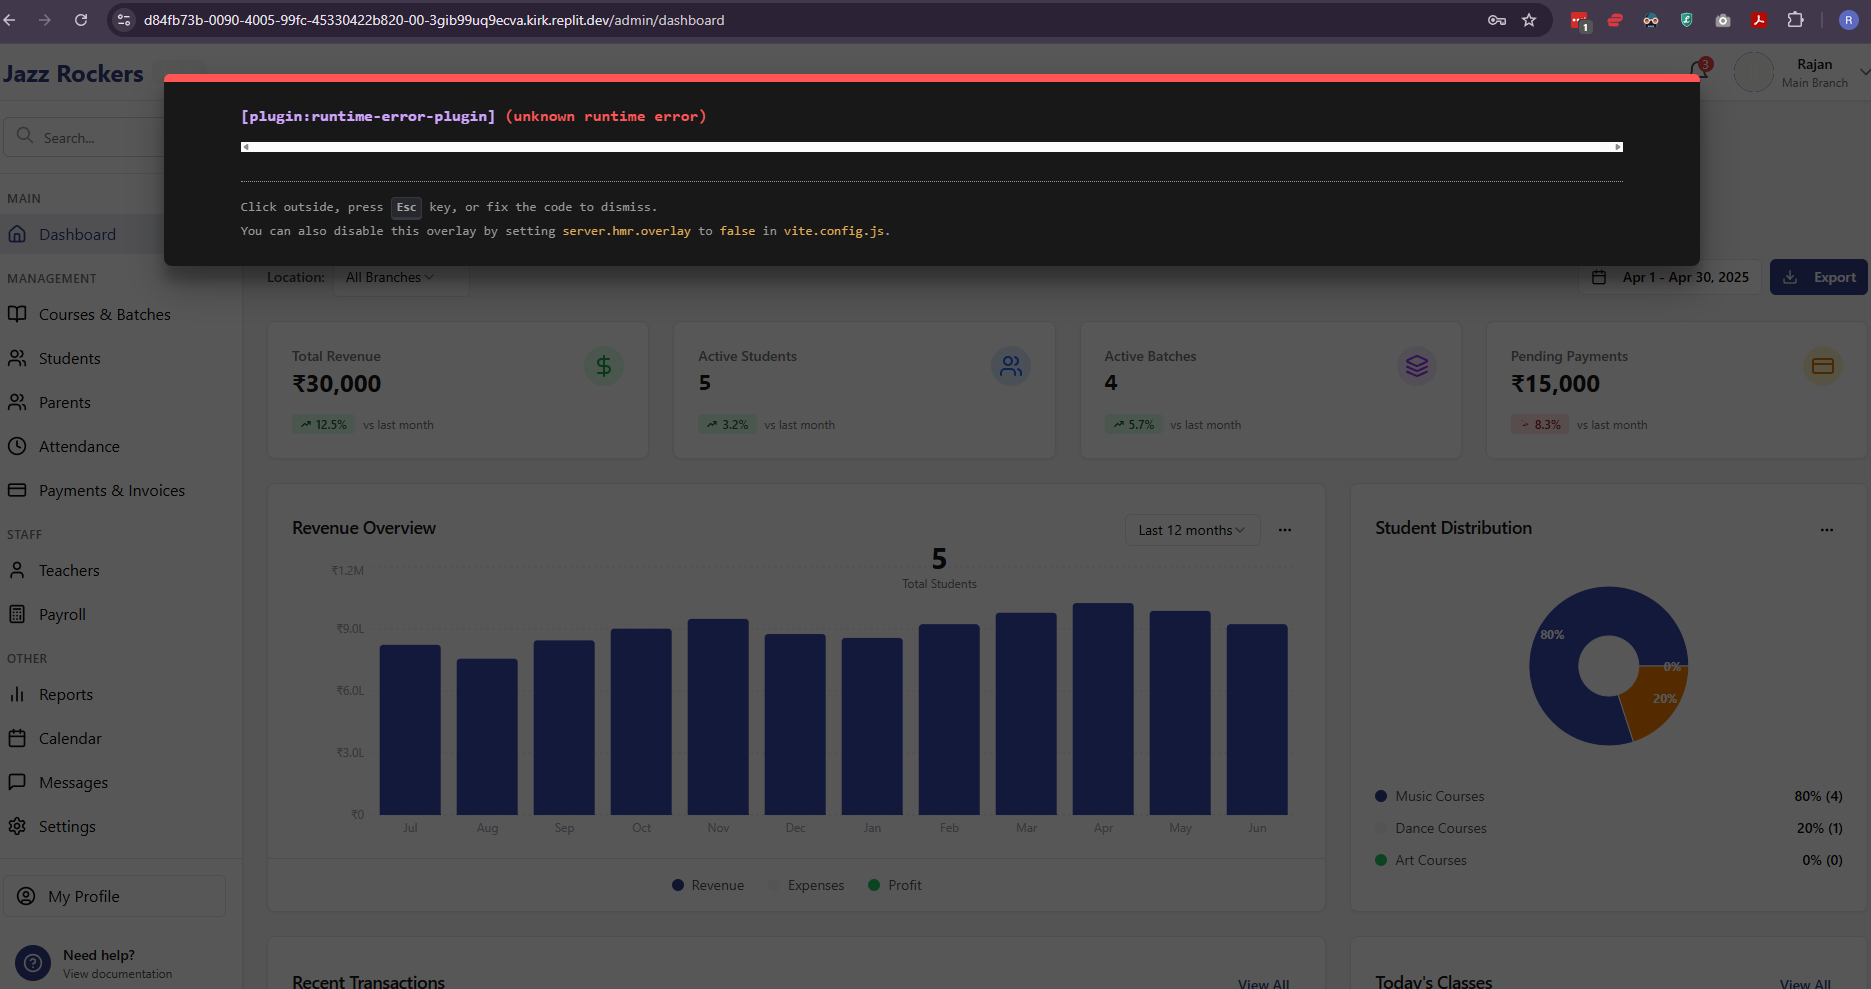 d84fb73b-0090-4005-99fc-45330422b820-00-3gib99uq9ecva.kirk.replit.dev/admin/dashboard
1
R
Jazz Rockers
3
Rajan
Main Branch
[plugin:runtime-error-plugin] (unknown runtime error)
Click outside, press Esc key, or fix the code to dismiss.
You can also disable this overlay by setting server.hmr.overlay to false in vite.config.js.
Search...
MAIN
Dashboard
MANAGEMENT
Courses & Batches
Students
Parents
Attendance
Payments & Invoices
STAFF
Teachers
Payroll
OTHER
Reports
Calendar
Messages
Settings
My Profile
Need help?
View documentation
Location: All Branches
Apr 1 - Apr 30, 2025
Export
Total Revenue
₹30,000
12.5% vs last month
Active Students
5
3.2% vs last month
Active Batches
4
5.7% vs last month
Pending Payments
₹15,000
8.3% vs last month
Revenue Overview
Last 12 months
5
Total Students
₹1.2M
₹9.0L
₹6.0L
₹3.0L
₹0
Jul Aug Sep Oct Nov Dec Jan Feb Mar Apr May Jun
Revenue Expenses Profit
Student Distribution
80%
0%
20%
Music Courses 80% (4)
Dance Courses 20% (1)
Art Courses 0% (0)
Recent Transactions
View All
Today's Classes
View All